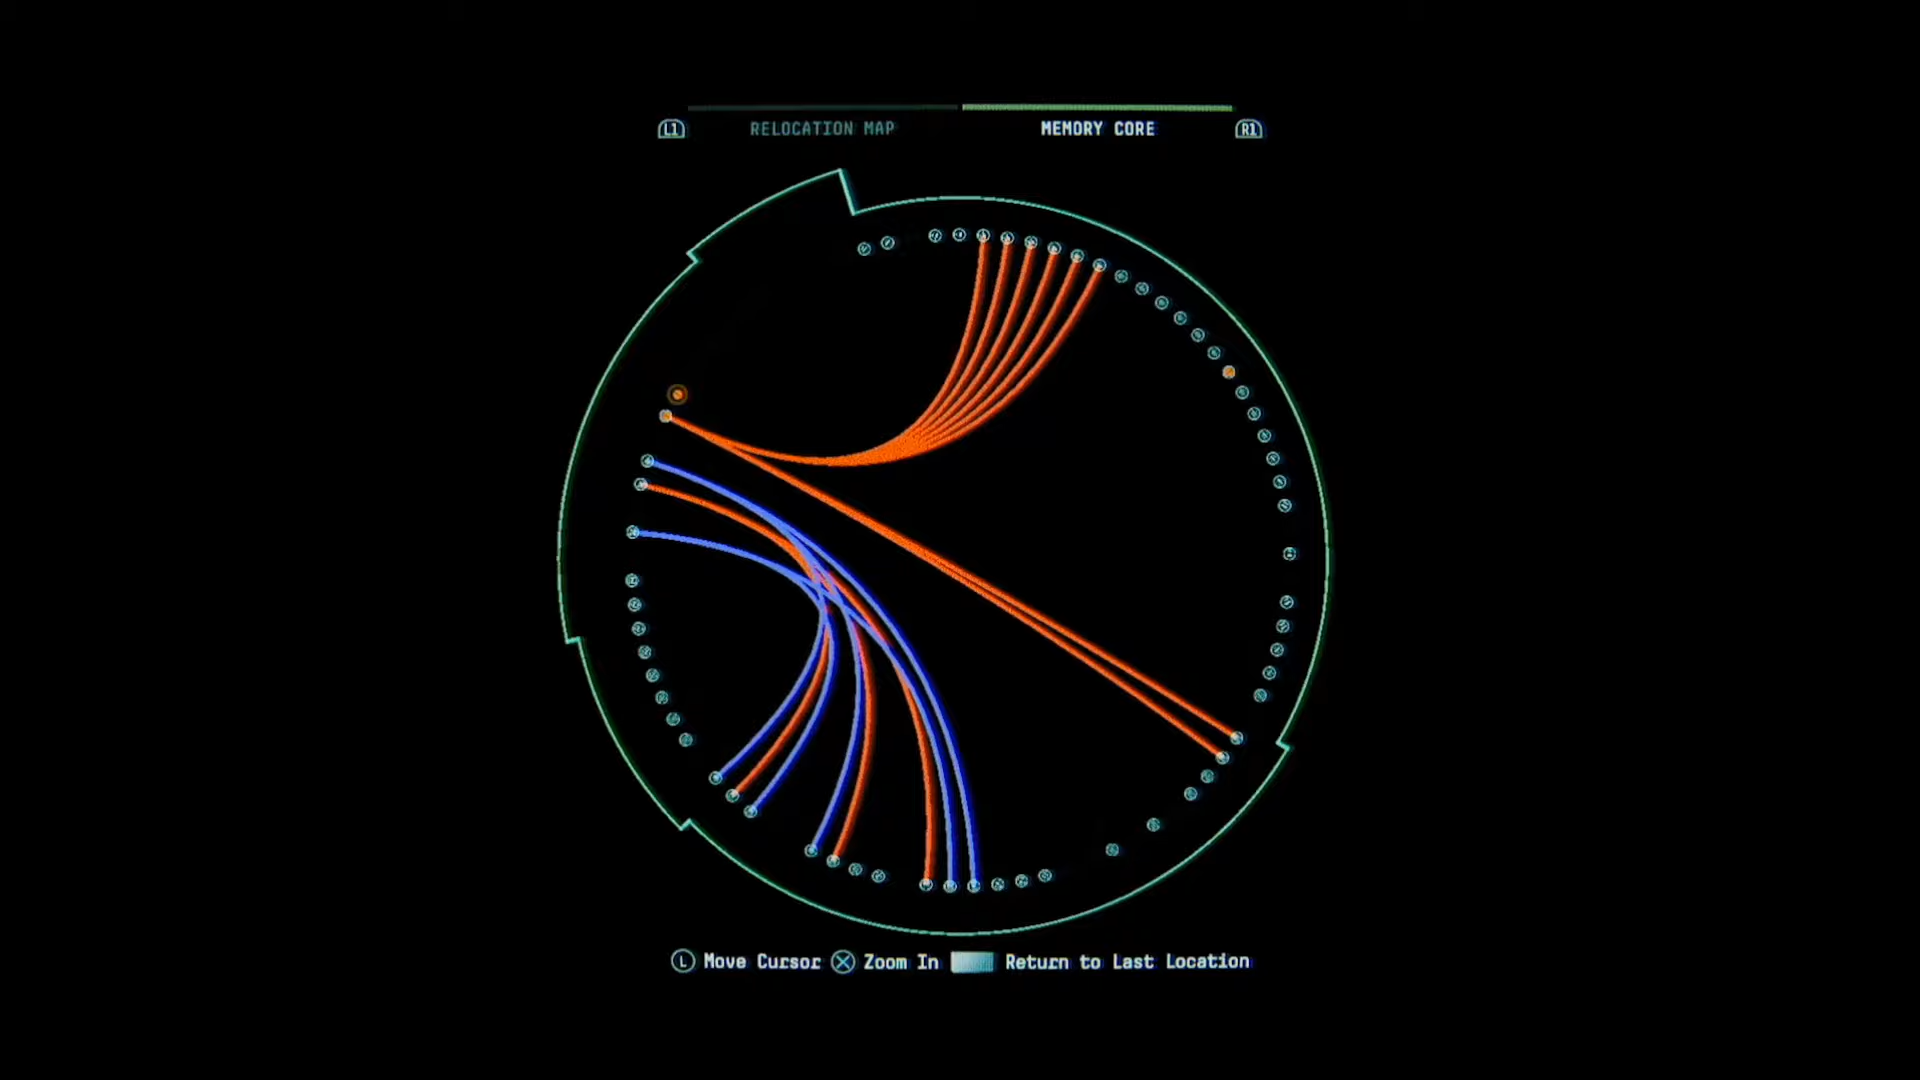 L1 RELOCATION MAP MEMORY CORE R1
L Move Cursor Zoom In Return to Last Location